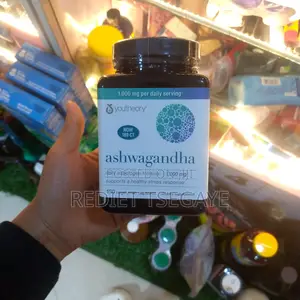 1,000 mg per daily serving
youtheory
ashwagandha
1,000 mg
supports a healthy stress response
REDIET TSEGAYE